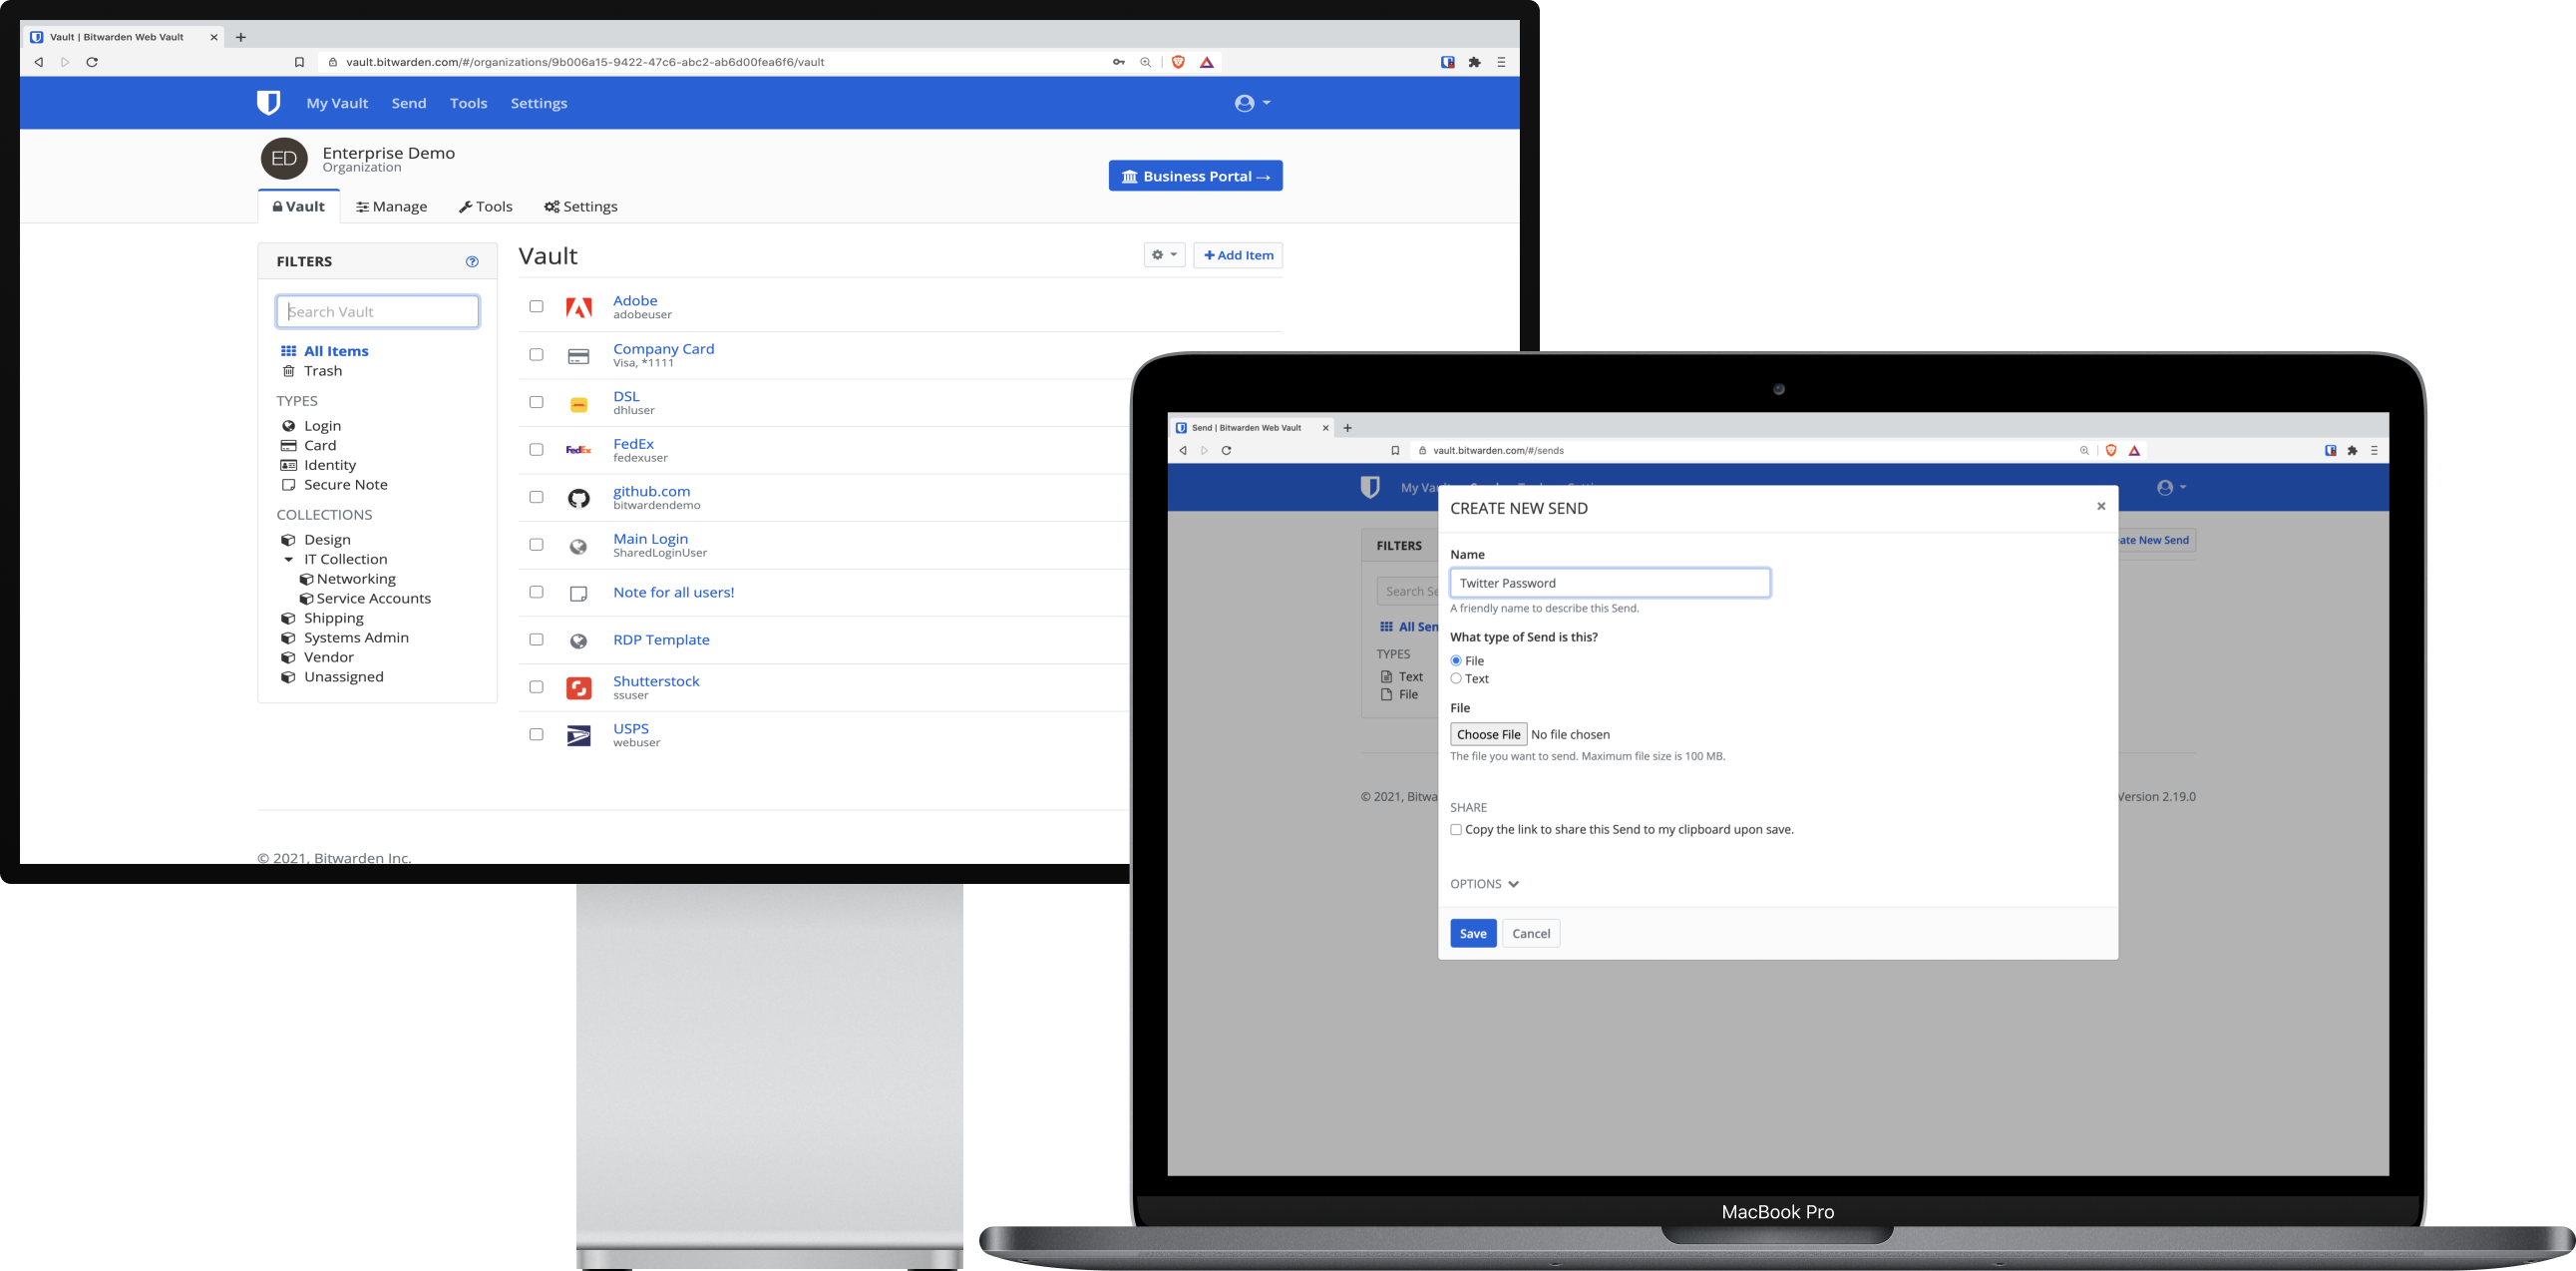 Vault | Bitwarden Web Vault
vault.bitwarden.com/#/organizations/9b006a15-9422-47c6-abc2-ab6d00fea6f6/vault
My Vault Send Tools Settings
ED
Enterprise Demo
Organization
Business Portal →
Vault Manage Tools Settings
FILTERS
Search Vault
All Items
Trash
TYPES
Login
Card
Identity
Secure Note
COLLECTIONS
Design
IT Collection
Networking
Service Accounts
Shipping
Systems Admin
Vendor
Unassigned
Vault
Add Item
Adobe
adobeuser
Company Card
Visa, *1111
DSL
dhluser
FedEx
FedEx
fedexuser
github.com
bitwardendemo
Main Login
SharedLoginUser
Note for all users!
RDP Template
Shutterstock
ssuser
USPS
webuser
© 2021, Bitwarden Inc.
Send | Bitwarden Web Vault
vault.bitwarden.com/#/sends
My Vau
FILTERS
Search Se
All Sen
TYPES
Text
File
ate New Send
© 2021, Bitwa
Version 2.19.0
CREATE NEW SEND
Name
Twitter Password
A friendly name to describe this Send.
What type of Send is this?
File
Text
File
Choose File No file chosen
The file you want to send. Maximum file size is 100 MB.
SHARE
Copy the link to share this Send to my clipboard upon save.
OPTIONS
Save Cancel
MacBook Pro